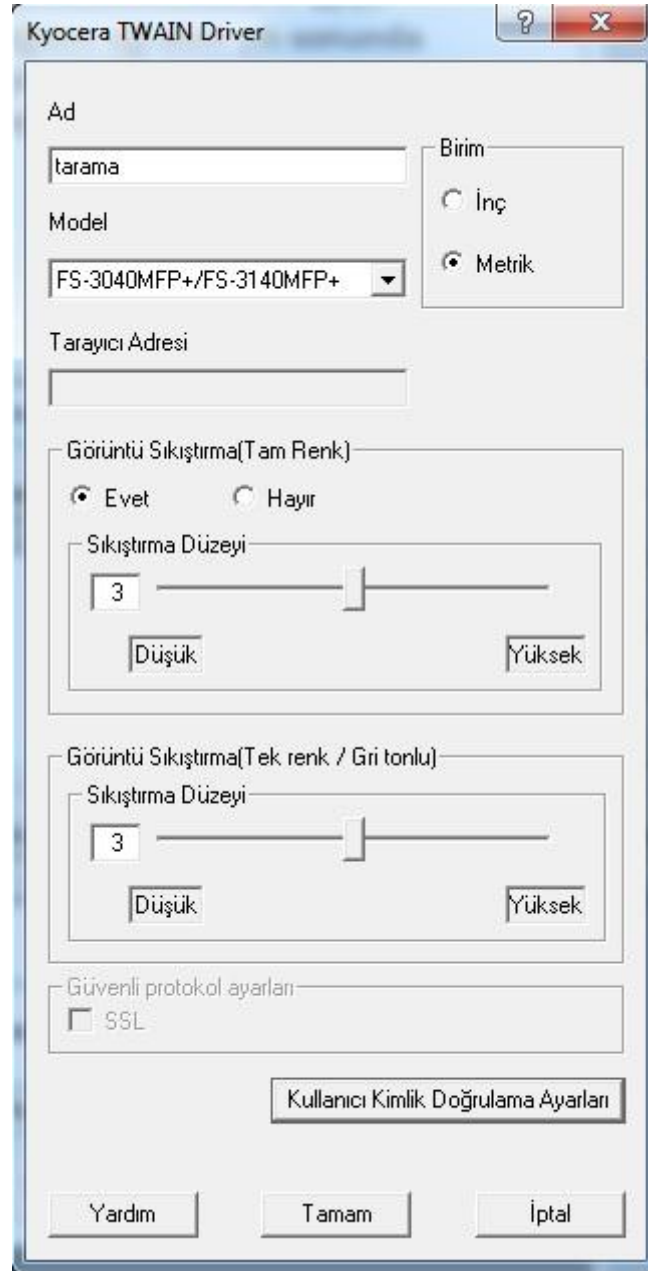 Kyocera TWAIN Driver
Ad
tarama
Birim
İnç
Metrik
Model
FS-3040MFP+/FS-3140MFP+
Tarayıcı Adresi
Görüntü Sıkıştırma(Tam Renk)
Evet Hayır
Sıkıştırma Düzeyi
3
Düşük Yüksek
Görüntü Sıkıştırma(Tek renk / Gri tonlu)
Sıkıştırma Düzeyi
3
Düşük Yüksek
Güvenli protokol ayarları
SSL
Kullanıcı Kimlik Doğrulama Ayarları
Yardım Tamam İptal